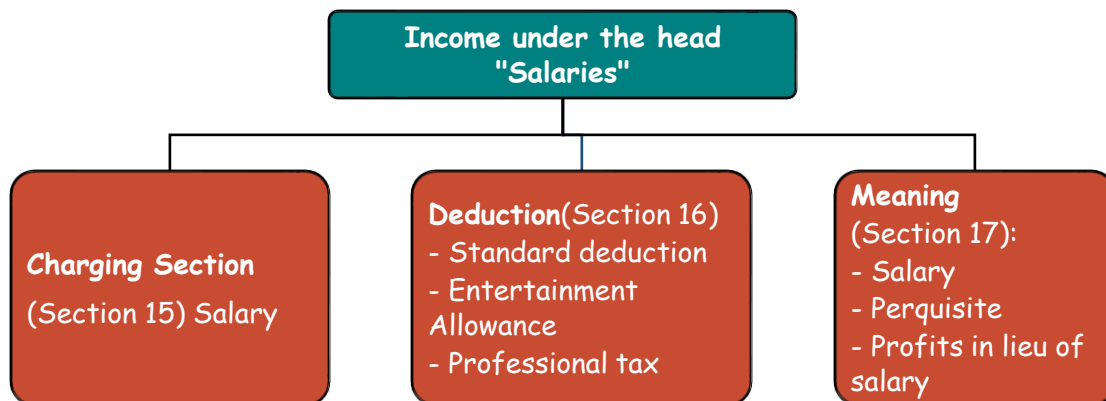 Income under the head
"Salaries"
Charging Section
(Section 15) Salary
Deduction(Section 16)
- Standard deduction
- Entertainment
Allowance
- Professional tax
Meaning
(Section 17):
- Salary
- Perquisite
- Profits in lieu of
salary